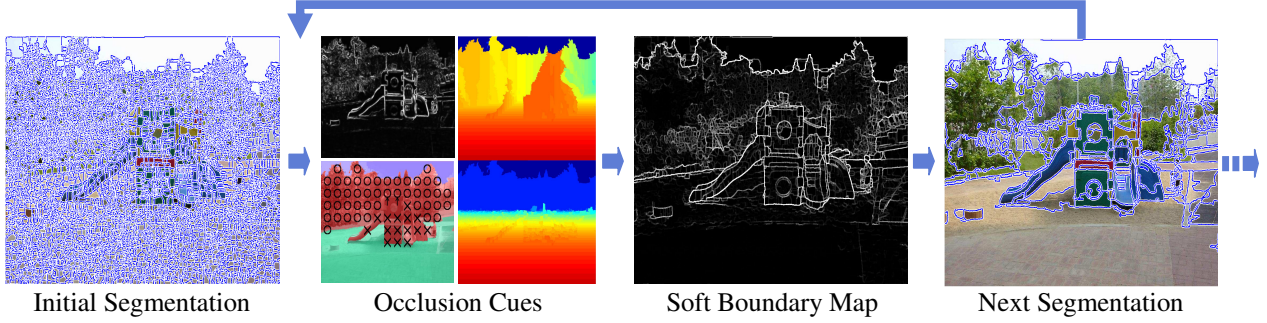 Initial Segmentation
Occlusion Cues
Soft Boundary Map
Next Segmentation